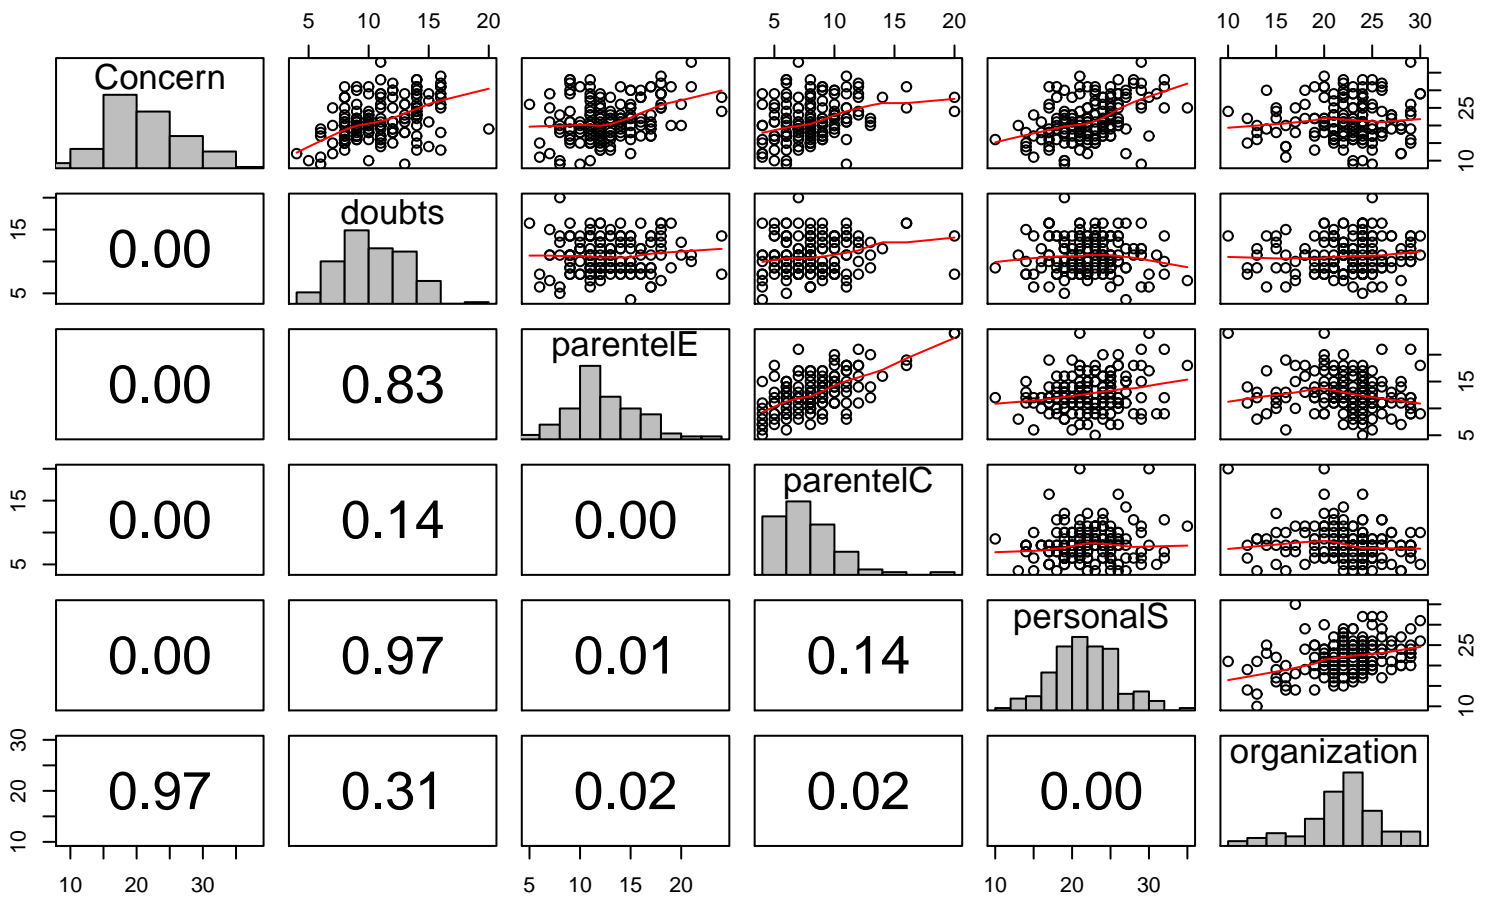 5 10 15 20 5 10 15 20 10 15 20 25 30
Concern
10 25
15 5
0.00
doubts
0.00 0.83
parentelE
5 15
15 5
0.00 0.14 0.00
parentelC
0.00 0.97 0.01 0.14
personalS
10 25
30 20 10
0.97 0.31 0.02 0.02 0.00
organization
10 20 30 5 10 15 20 10 20 30